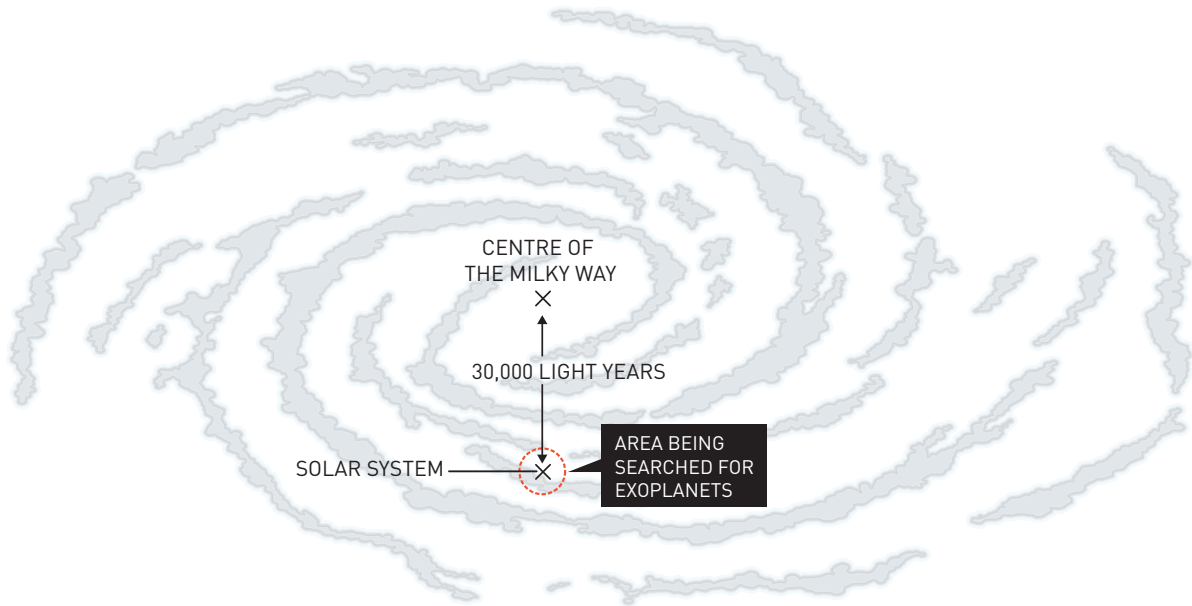 CENTRE OF
THE MILKY WAY
30,000 LIGHT YEARS
SOLAR SYSTEM
AREA BEING
SEARCHED FOR
EXOPLANETS